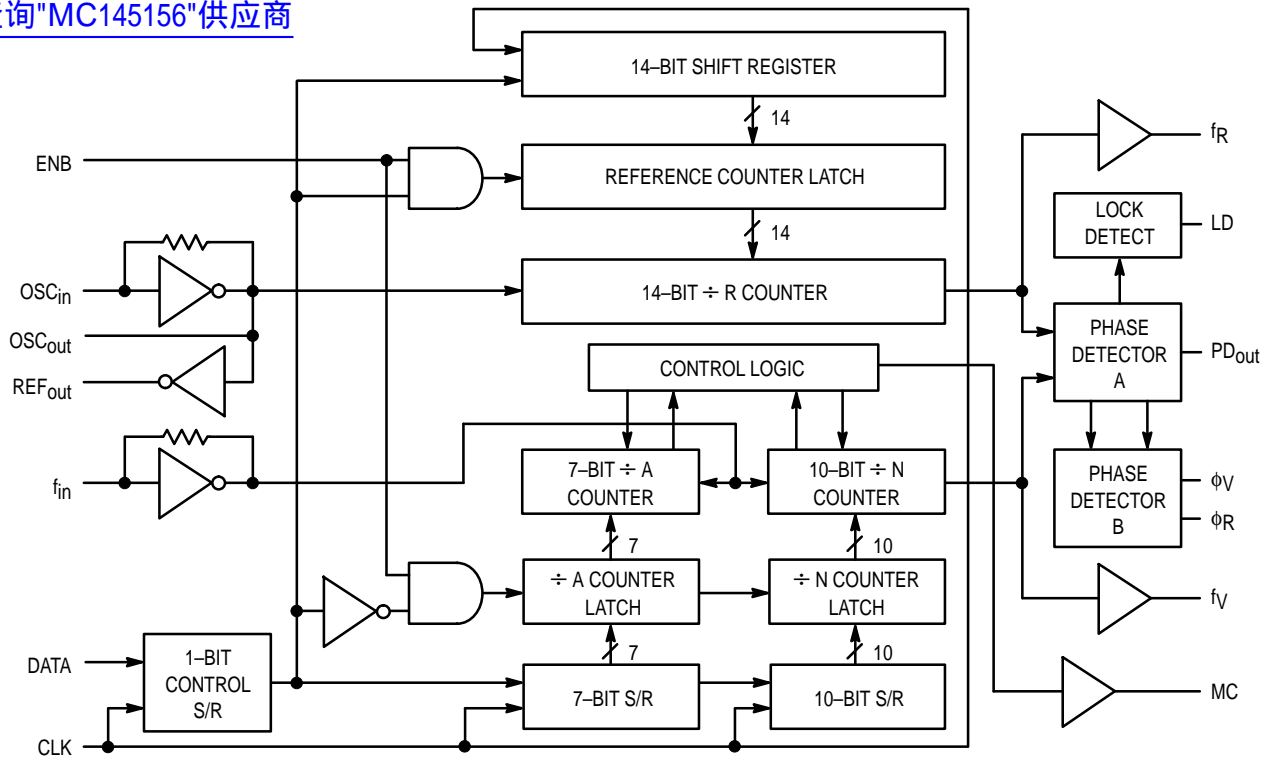 询"MC145156"供应商
14–BIT SHIFT REGISTER
14
fR
ENB
REFERENCE COUNTER LATCH
LOCK
DETECT
LD
14
OSCin
14–BIT ÷ R COUNTER
OSCout
PHASE
DETECTOR
A
PDout
CONTROL LOGIC
REFout
7–BIT ÷ A
COUNTER
10–BIT ÷ N
COUNTER
fin
PHASE
DETECTOR
B
ϕV
ϕR
7
10
÷ A COUNTER
LATCH
÷ N COUNTER
LATCH
fV
7
10
DATA
1–BIT
CONTROL
S/R
7–BIT S/R
10–BIT S/R
MC
CLK